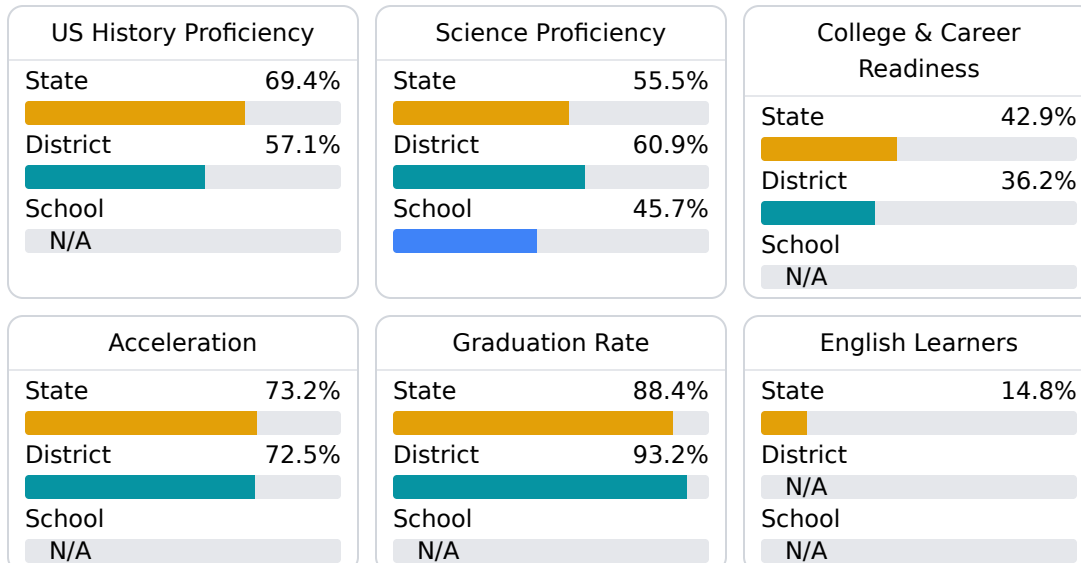 US History Proficiency
State 69.4%
District 57.1%
School
N/A
Science Proficiency
State 55.5%
District 60.9%
School 45.7%
College & Career
Readiness
State 42.9%
District 36.2%
School
N/A
Acceleration
State 73.2%
District 72.5%
School
N/A
Graduation Rate
State 88.4%
District 93.2%
School
N/A
English Learners
State 14.8%
District
N/A
School
N/A